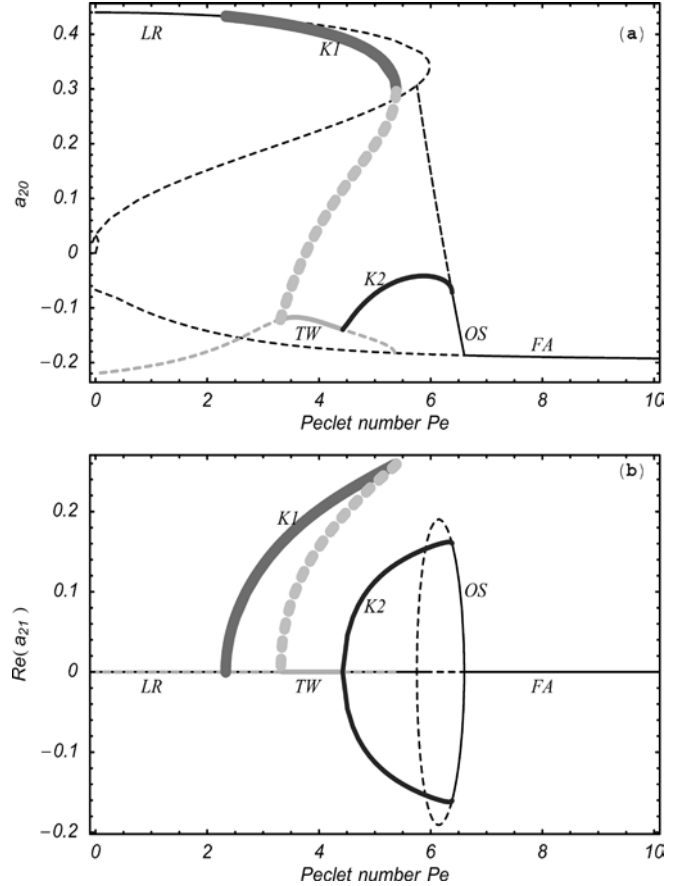 0.4
LR
K1
(a)
0.3
0.2
a20
0.1
0
K2
−0.1
TW
OS
FA
−0.2
0 2 4 6 8 10
Peclet number Pe
(b)
0.2
K1
0.1
K2
OS
Re(a21)
0
LR
TW
FA
−0.1
−0.2
0 2 4 6 8 10
Peclet number Pe